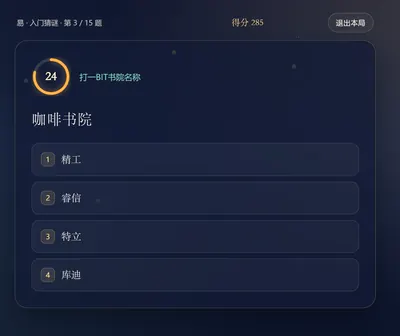 易 · 入门猜谜 · 第 3 / 15 题
得分 285
退出本局
24
打一BIT书院名称
咖啡书院
1 精工
2 睿信
3 特立
4 库迪